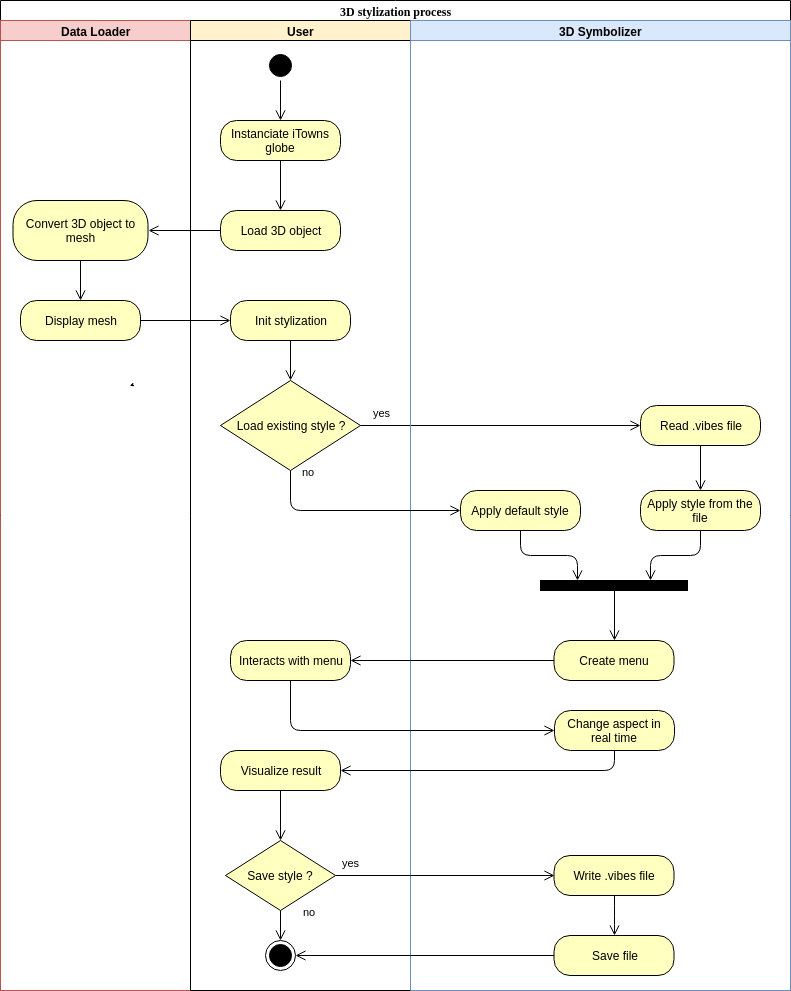 3D stylization process
Data Loader
User
3D Symbolizer
Instanciate iTowns
globe
Convert 3D object to
mesh
Load 3D object
Display mesh
Init stylization
Load existing style ?
yes
Read .vibes file
no
Apply default style
Apply style from the
file
Interacts with menu
Create menu
Change aspect in
real time
Visualize result
Save style ?
yes
Write .vibes file
no
Save file